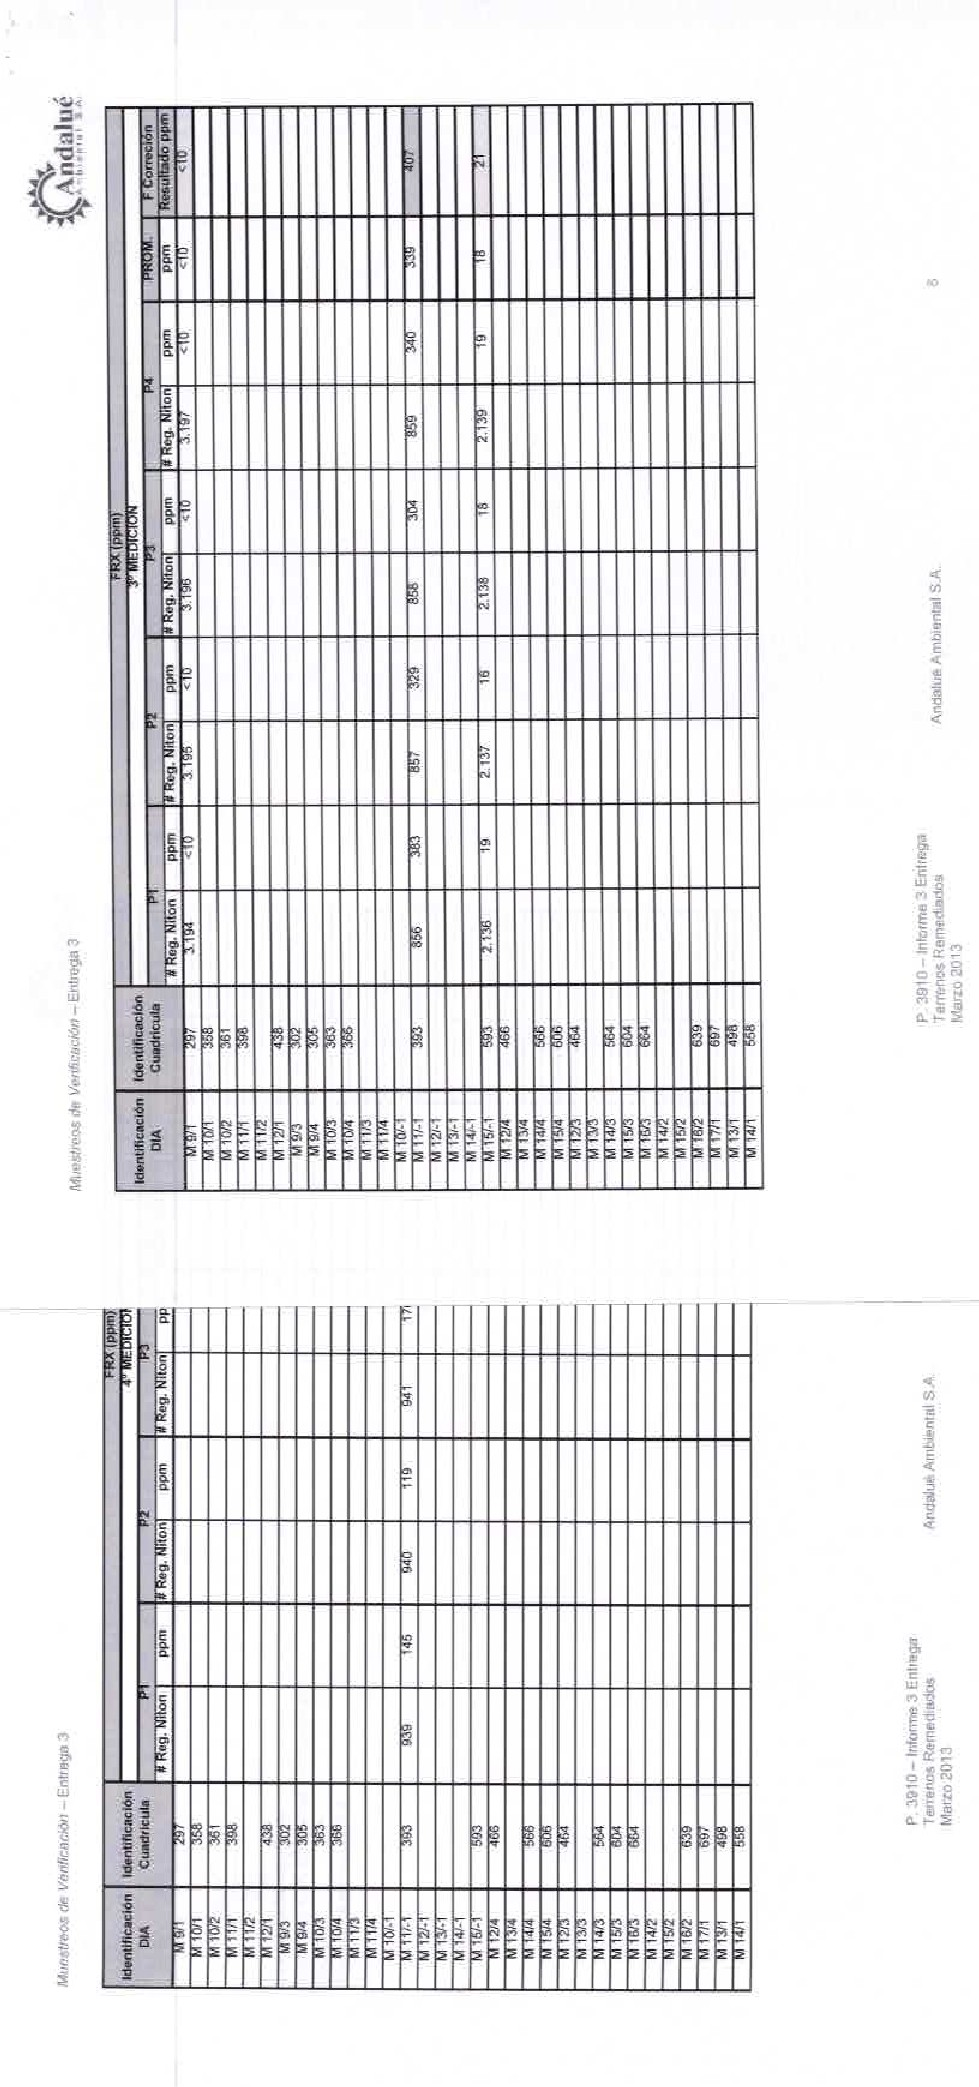 Muestreos de Verificación – Entrega 3
Andalué
Ambiental S.A.
FRX (ppm)
3º MEDICION
Identificación DIA Identificación Cuadricula P1 P2 P3 P4 PROM. F Correción
# Reg. Niton ppm # Reg. Niton ppm # Reg. Niton ppm # Reg. Niton ppm ppm Resultado ppm
M 9/1 297 3.194 <10 3.195 <10 3.196 <10 3.197 <10 <10 <10
M 10/1 358
M 10/2 361
M 11/1 398
M 11/2
M 12/1 438
M 9/3 302
M 9/4 305
M 10/3 363
M 10/4 366
M 11/3
M 11/4
M 10/-1
M 11/-1 393 856 383 857 329 858 304 859 340 339 407
M 12/-1
M 13/-1
M 14/-1
M 15/-1 593 2.136 19 2.137 16 2.138 18 2.139 19 18 21
M 12/4 466
M 13/4
M 14/4 566
M 15/4 606
M 12/3 464
M 13/3
M 14/3 564
M 15/3 604
M 16/3 664
M 14/2
M 15/2
M 16/2 639
M 17/1 697
M 13/1 498
M 14/1 558
P. 3910 – Informe 3 Entrega
Terrenos Remediados
Marzo 2013
Andalue Ambiental S.A.
Muestreos de Verificación – Entrega 3
FRX (ppm)
4º MEDICION
Identificación DIA Identificación Cuadricula P1 P2 P3
# Reg. Niton ppm # Reg. Niton ppm # Reg. Niton pp
M 9/1 297
M 10/1 358
M 10/2 361
M 11/1 398
M 11/2
M 12/1 438
M 9/3 302
M 9/4 305
M 10/3 363
M 10/4 366
M 11/3
M 11/4
M 10/-1
M 11/-1 393 939 145 940 119 941 17
M 12/-1
M 13/-1
M 14/-1
M 15/-1 593
M 12/4 466
M 13/4
M 14/4 566
M 15/4 606
M 12/3 464
M 13/3
M 14/3 564
M 15/3 604
M 16/3 664
M 14/2
M 15/2
M 16/2 639
M 17/1 697
M 13/1 498
M 14/1 558
P. 3910 – Informe 3 Entrega
Terrenos Remediados
Marzo 2013
Andalue Ambiental S.A.